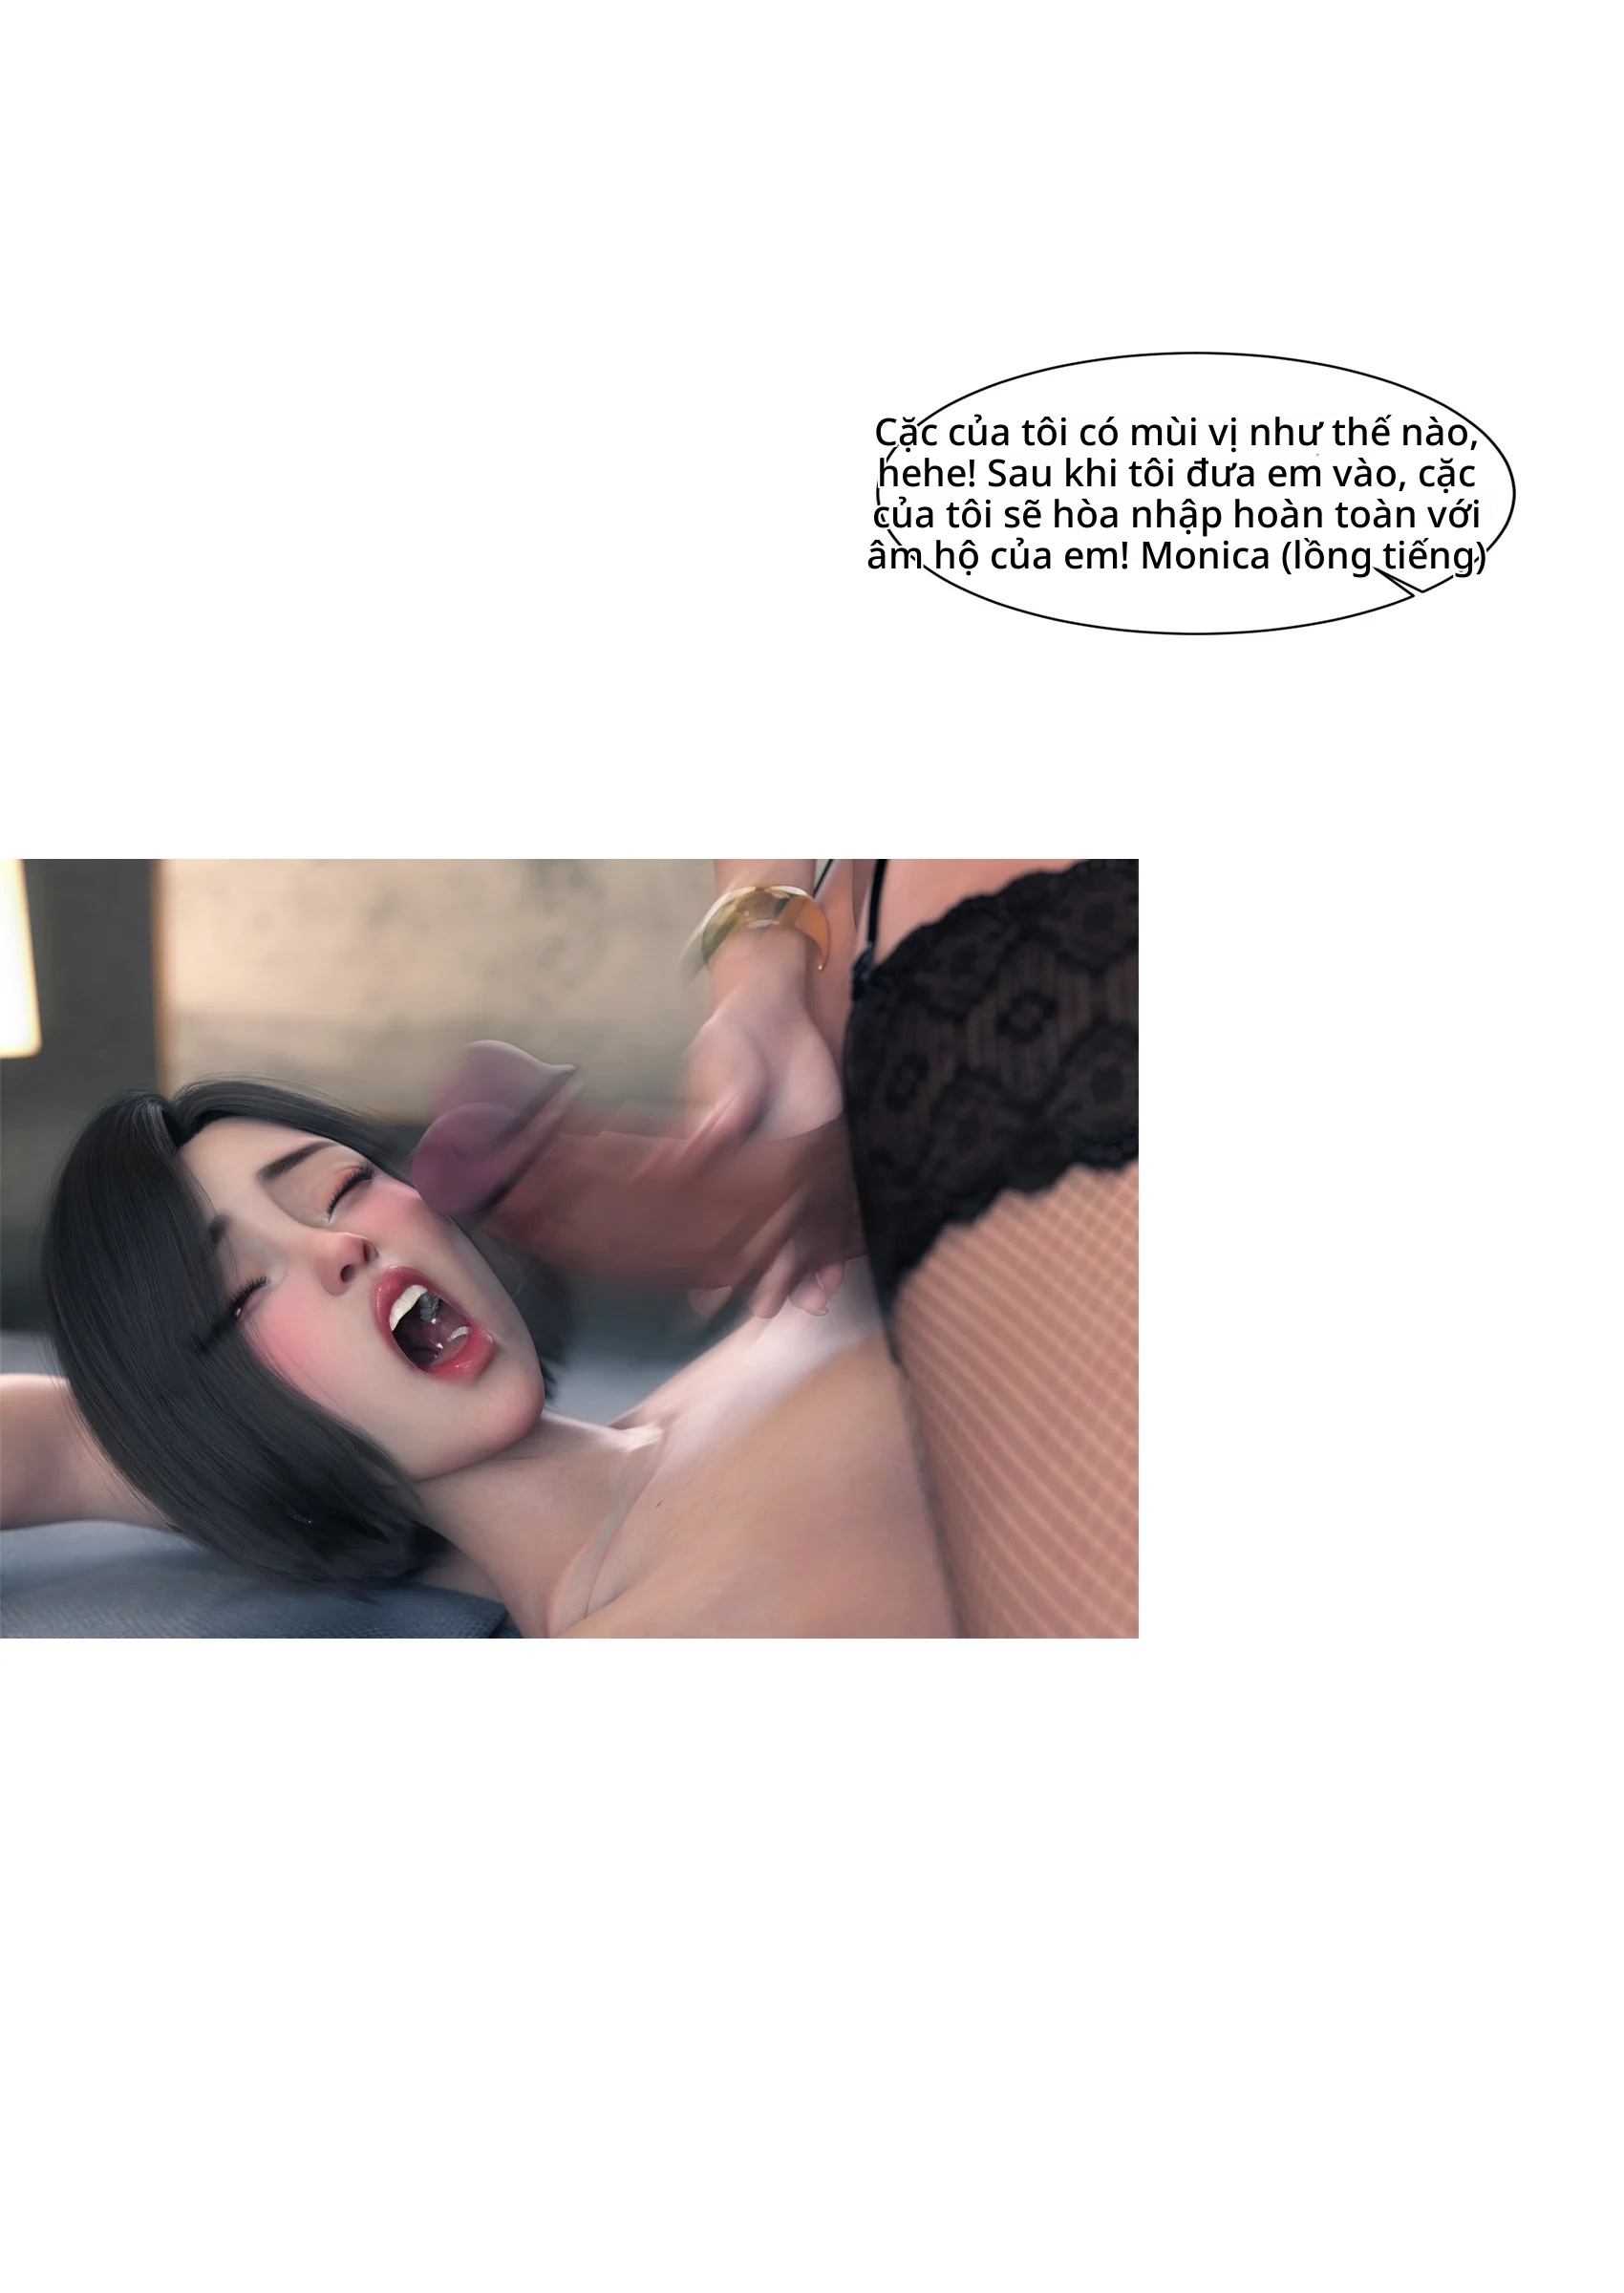 Cặc của tôi có mùi vị như thế nào,
hehe! Sau khi tôi đưa em vào, cặc
của tôi sẽ hòa nhập hoàn toàn với
âm hộ của em! Monica (lồng tiếng)